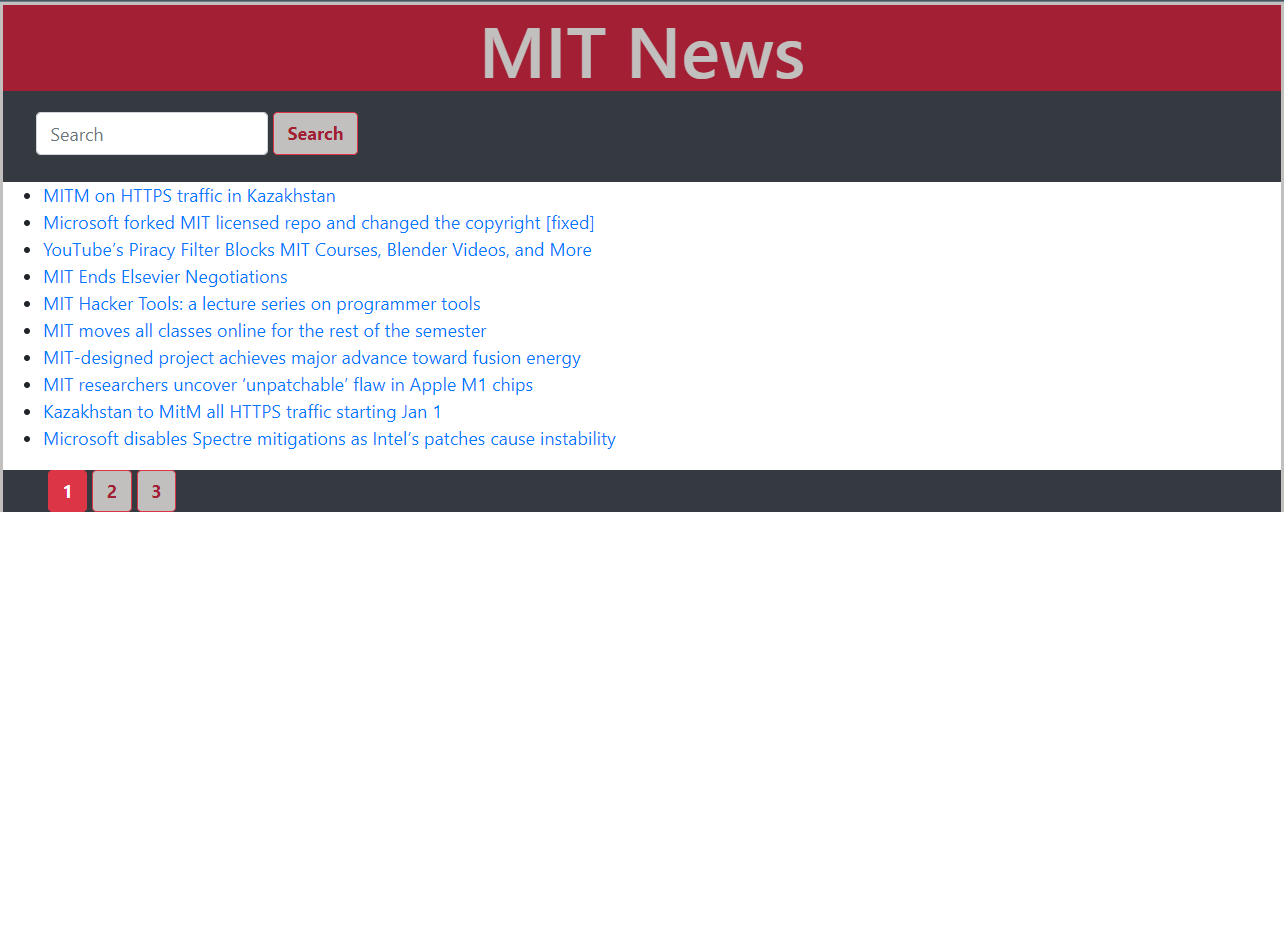 MIT News
Search Search
MITM on HTTPS traffic in Kazakhstan
Microsoft forked MIT licensed repo and changed the copyright [fixed]
YouTube’s Piracy Filter Blocks MIT Courses, Blender Videos, and More
MIT Ends Elsevier Negotiations
MIT Hacker Tools: a lecture series on programmer tools
MIT moves all classes online for the rest of the semester
MIT-designed project achieves major advance toward fusion energy
MIT researchers uncover ‘unpatchable’ flaw in Apple M1 chips
Kazakhstan to MitM all HTTPS traffic starting Jan 1
Microsoft disables Spectre mitigations as Intel’s patches cause instability
1 2 3